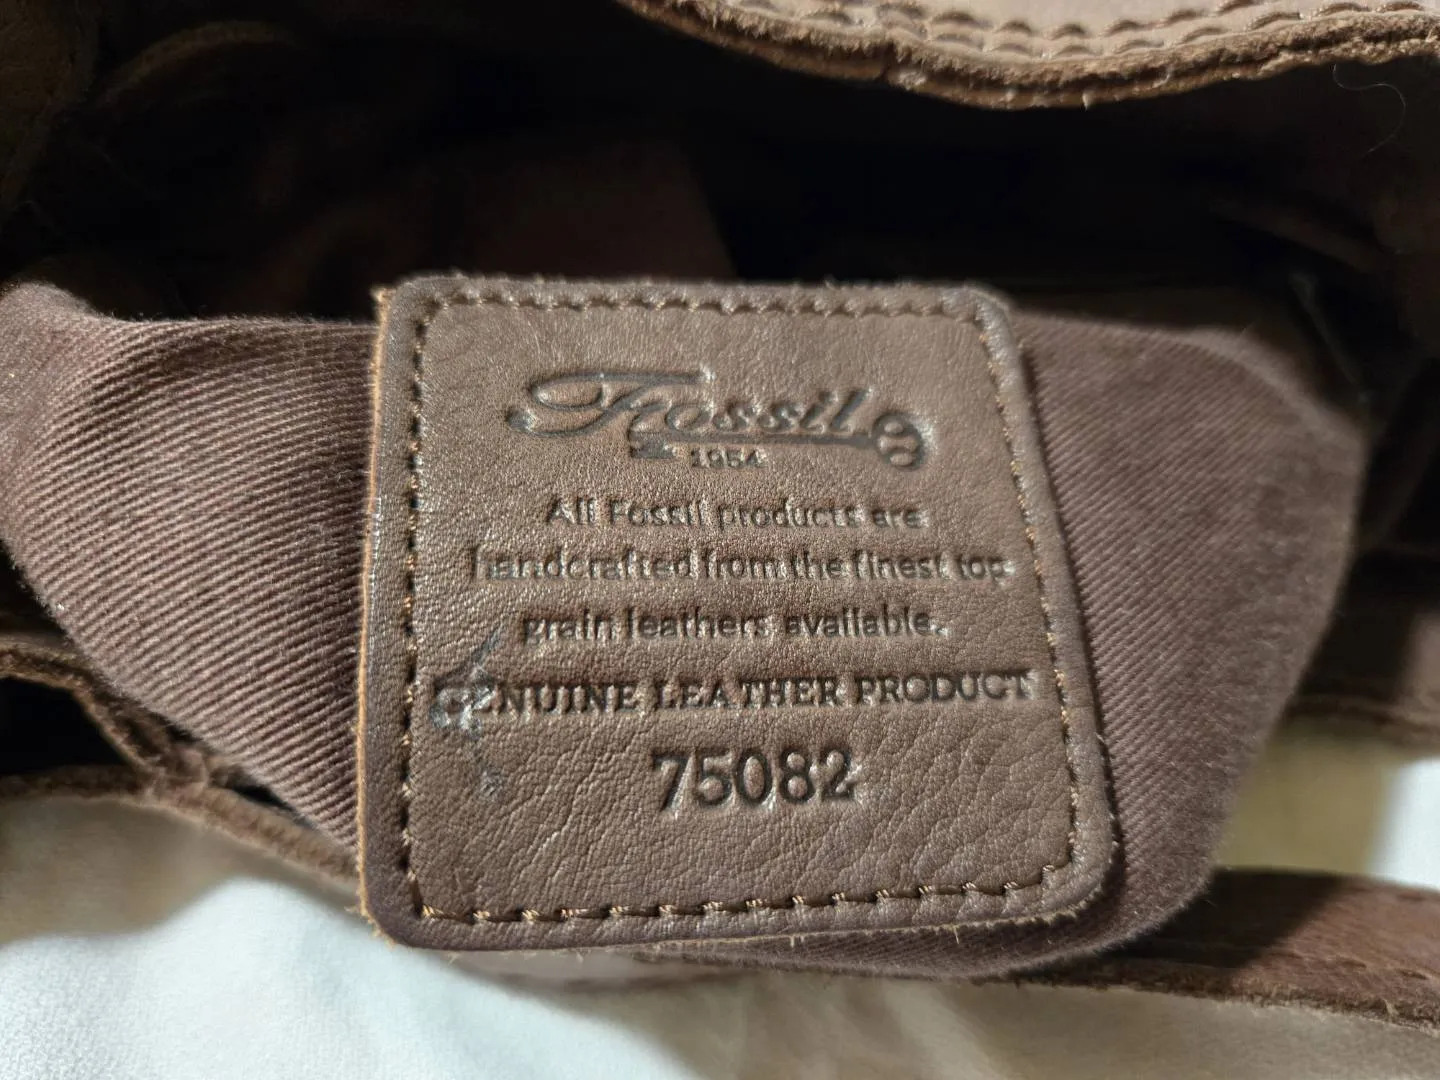 Fossil
1954
All Fossil products are
handcrafted from the finest top
grain leathers available.
GENUINE LEATHER PRODUCT
75082